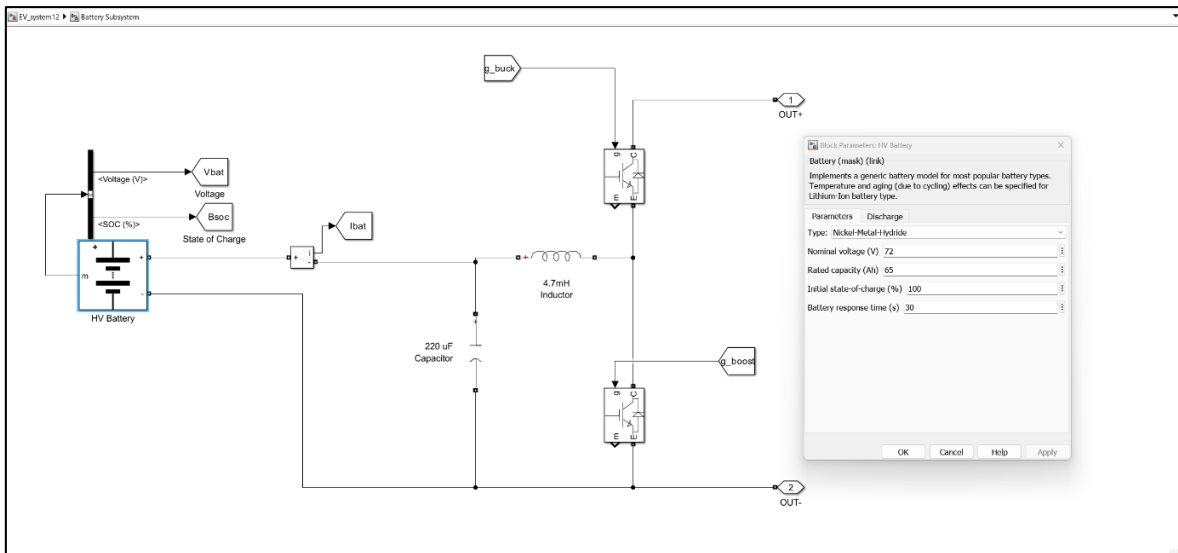 EV_system12 ▶ Battery Subsystem
g_buck
1
OUT+
g
C
m
E
Vbat
Voltage
<Voltage (V)>
Bsoc
<SOC (%)>
State of Charge
Ibat
+
i
-
m
+
+
-
HV Battery
+
4.7mH
Inductor
+
220 uF
Capacitor
g_boost
g
C
m
E
2
OUT-
Block Parameters: HV Battery
Battery (mask) (link)
Implements a generic battery model for most popular battery types.
Temperature and aging (due to cycling) effects can be specified for
Lithium-Ion battery type.
Parameters Discharge
Type: Nickel-Metal-Hydride
Nominal voltage (V) 72
Rated capacity (Ah) 65
Initial state-of-charge (%) 100
Battery response time (s) 30
OK Cancel Help Apply